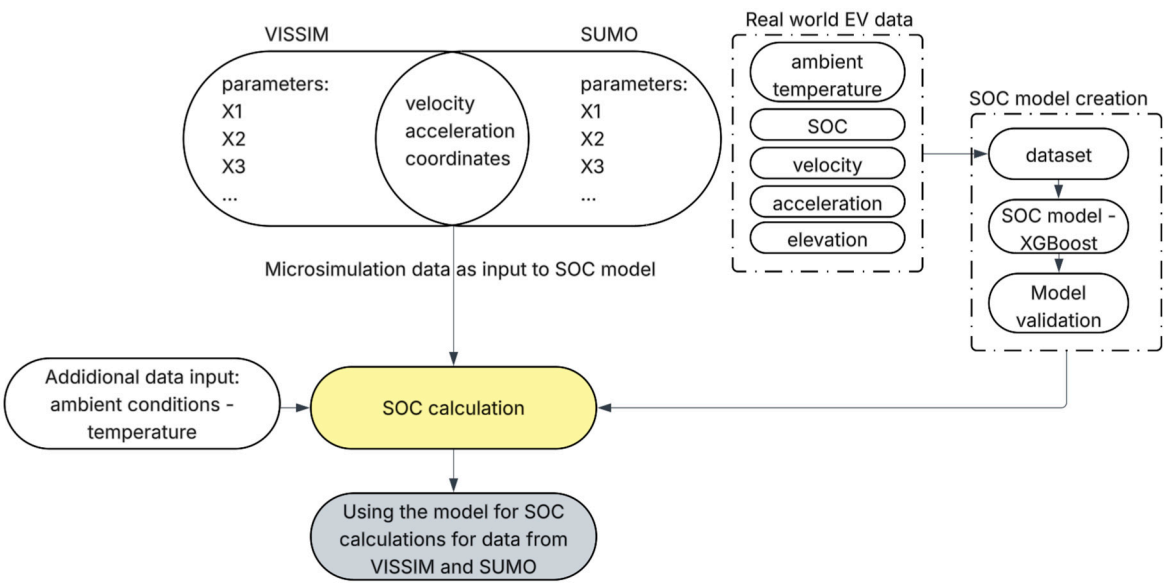 VISSIM
SUMO
parameters:
X1
X2
X3
...
velocity
acceleration
coordinates
parameters:
X1
X2
X3
...
Real world EV data
ambient
temperature
SOC
velocity
acceleration
elevation
SOC model creation
dataset
SOC model -
XGBoost
Model
validation
Microsimulation data as input to SOC model
Addidional data input:
ambient conditions -
temperature
SOC calculation
Using the model for SOC
calculations for data from
VISSIM and SUMO